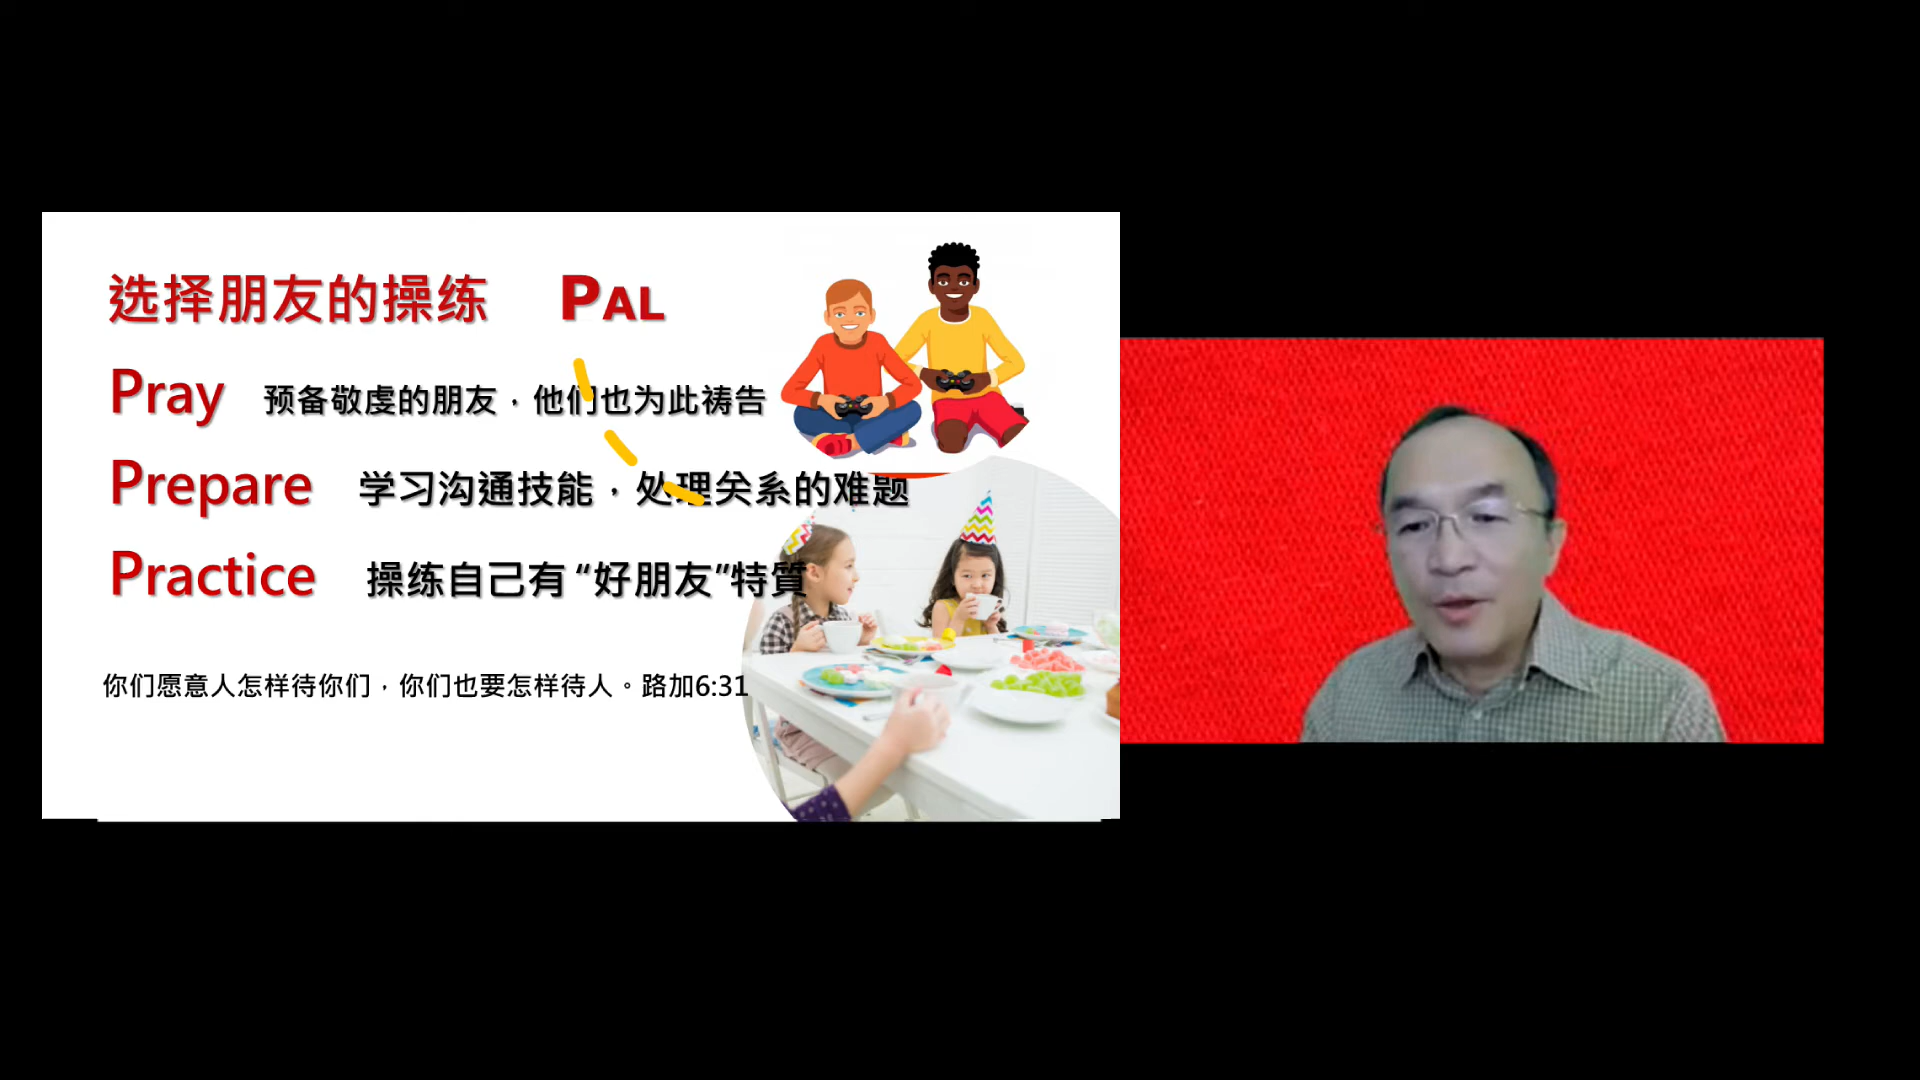 选择朋友的操练 PAL
Pray 预备敬虔的朋友，他们也为此祷告
Prepare 学习沟通技能，处理关系的难题
Practice 操练自己有“好朋友”特質
你们愿意人怎样待你们，你们也要怎样待人。路加6:31